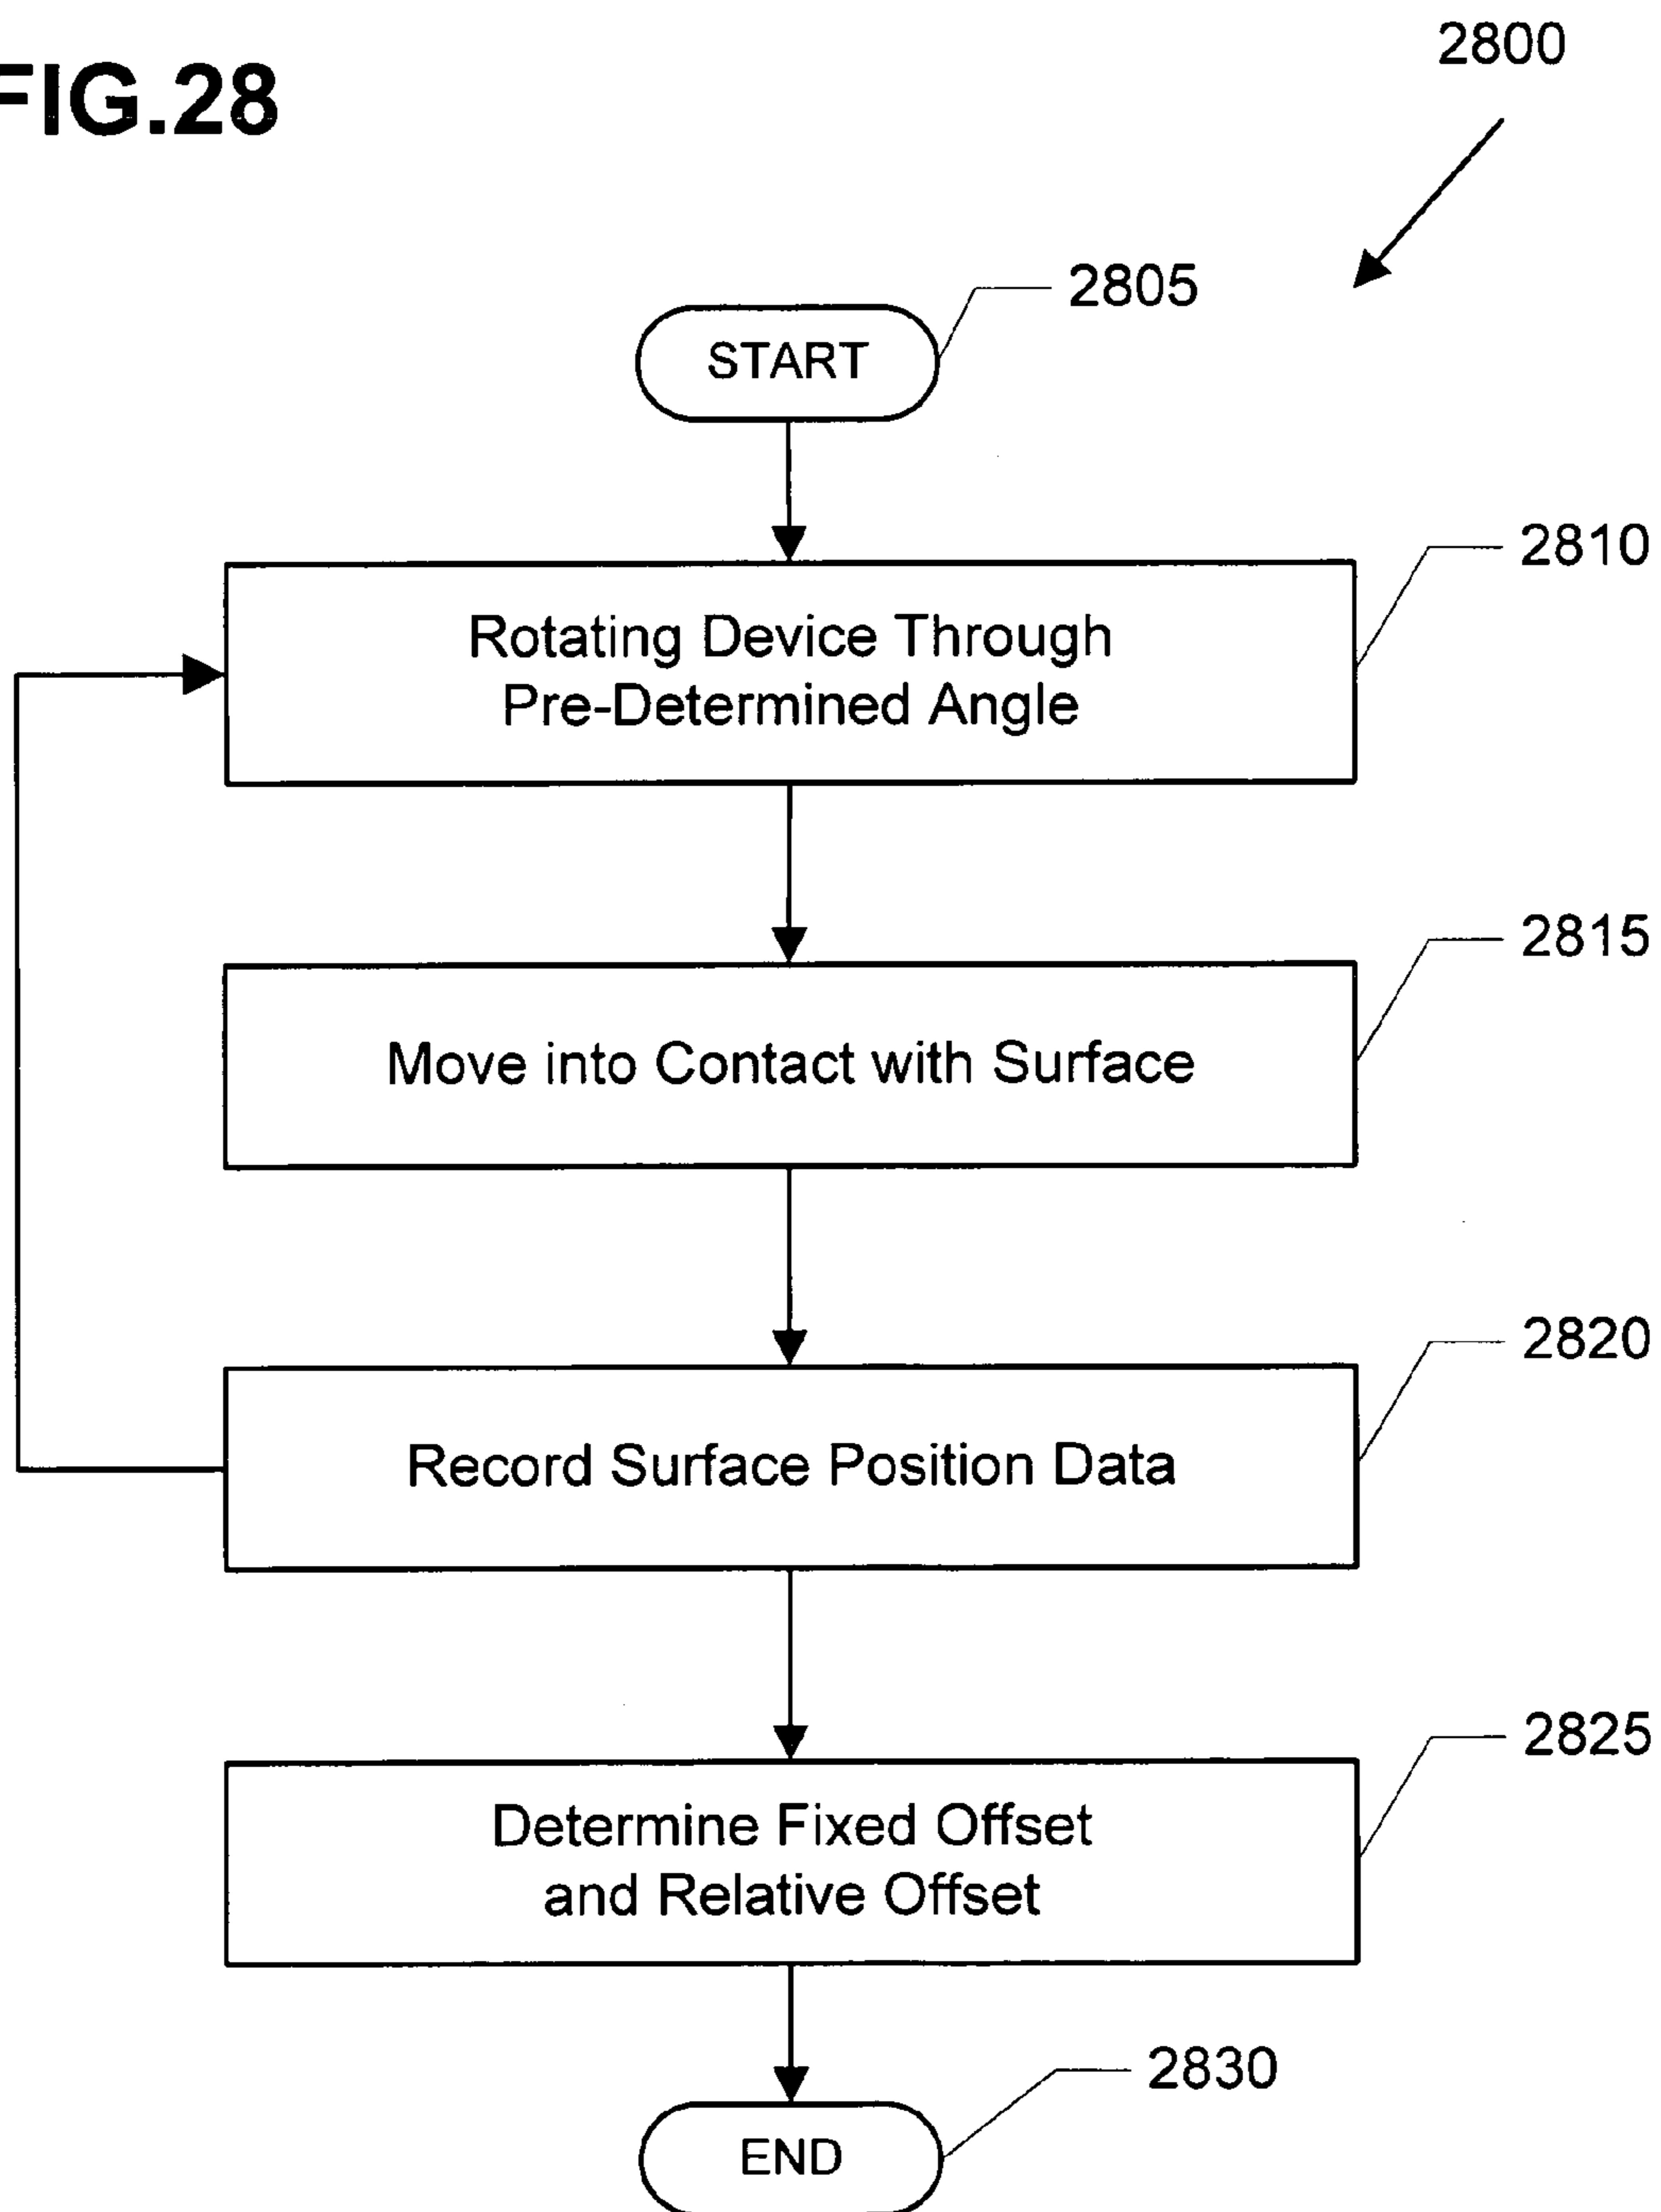 FIG.28
2800
2805
START
2810
Rotating Device Through
Pre-Determined Angle
2815
Move into Contact with Surface
2820
Record Surface Position Data
2825
Determine Fixed Offset
and Relative Offset
2830
END